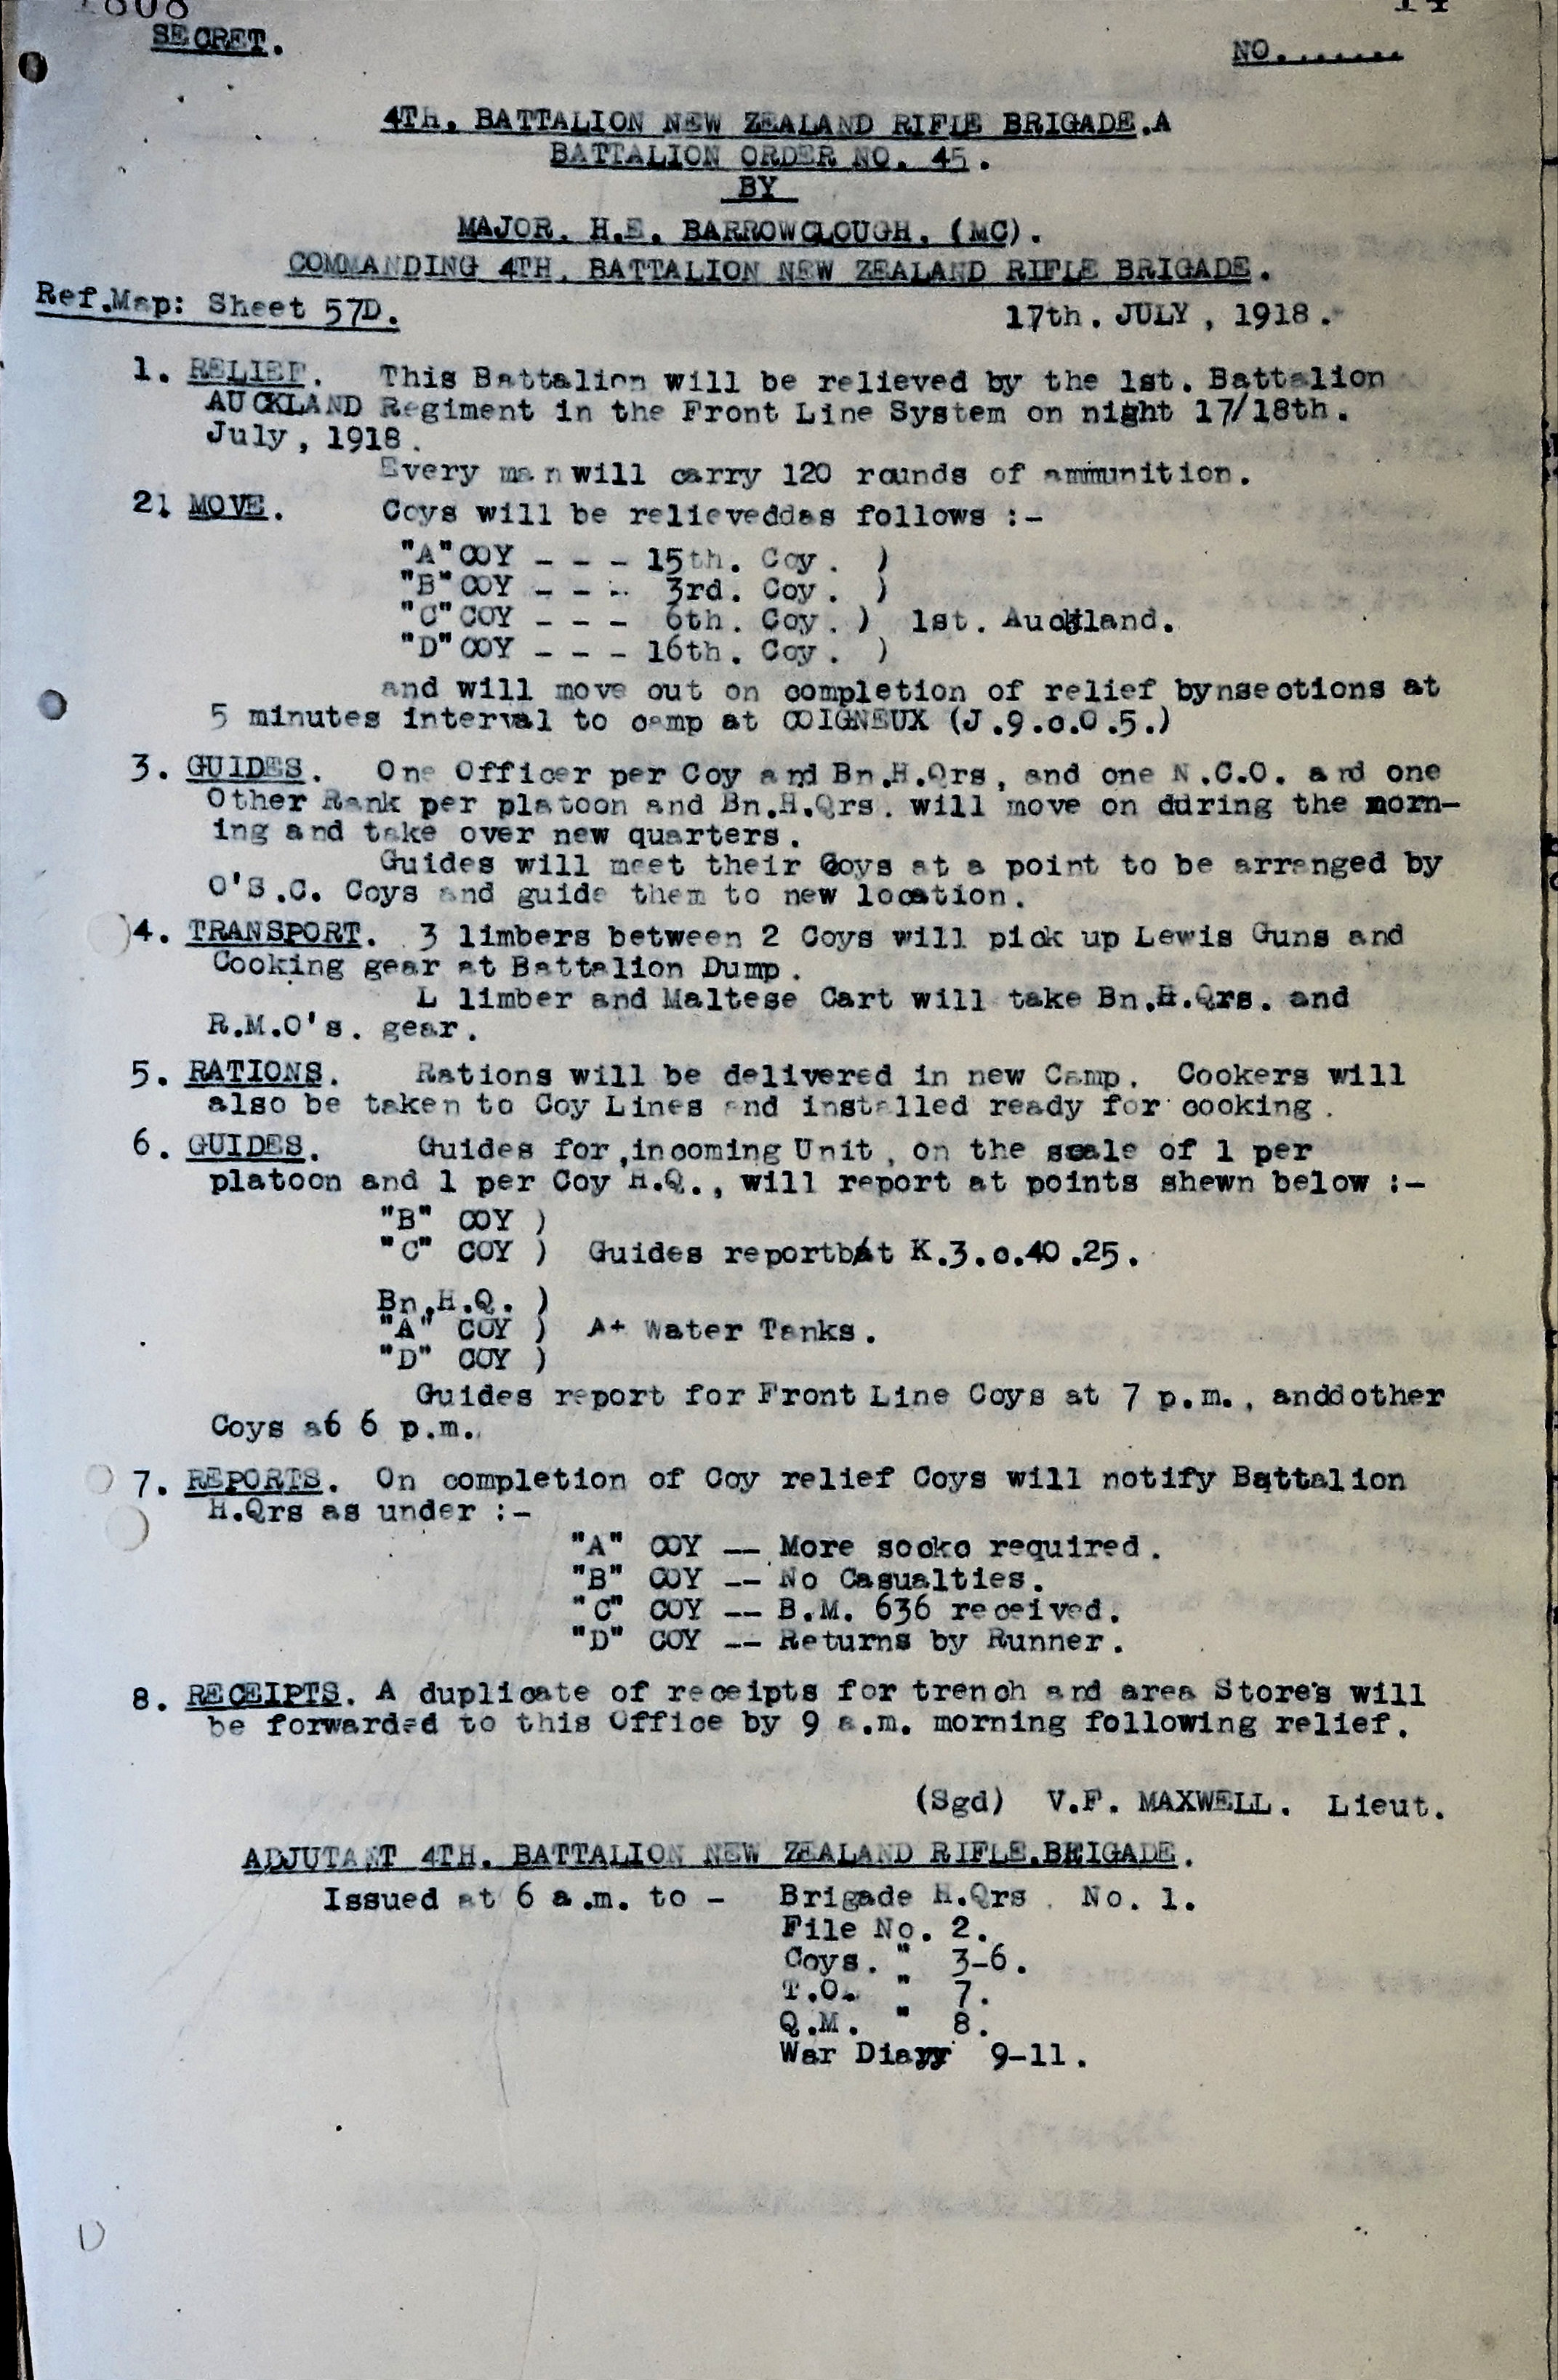 SECRET.
NO........
4TH. BATTALION NEW ZEALAND RIFLE BRIGADE.A
BATTALION ORDER NO. 45.
BY
MAJOR. H.E. BARROWCLOUGH. (MC).
COMMANDING 4TH. BATTALION NEW ZEALAND RIFLE BRIGADE.
Ref.Map: Sheet 57D.
17th. JULY, 1918.
1. RELIEF. This Battalion will be relieved by the 1st. Battalion
AUCKLAND Regiment in the Front Line System on night 17/18th.
July, 1918.
Every man will carry 120 rounds of ammunition.
21 MOVE. Coys will be relieveddas follows :-
"A" COY - - - 15th. Coy. )
"B" COY - - - 3rd. Coy. )
"C" COY - - - 6th. Coy. ) 1st. Auckland.
"D" COY - - - 16th. Coy. )
and will move out on completion of relief bynsections at
5 minutes interval to camp at COIGNEUX (J.9.c.0.5.)
3. GUIDES. One Officer per Coy and Bn.H.Qrs, and one N.C.O. and one
Other Rank per platoon and Bn.H.Qrs. will move on during the morn-
ing and take over new quarters.
Guides will meet their Coys at a point to be arranged by
O'S.C. Coys and guide them to new location.
4. TRANSPORT. 3 limbers between 2 Coys will pick up Lewis Guns and
Cooking gear at Battalion Dump.
L limber and Maltese Cart will take Bn.H.Qrs. and
R.M.O's. gear.
5. RATIONS. Rations will be delivered in new Camp. Cookers will
also be taken to Coy Lines and installed ready for cooking.
6. GUIDES. Guides for,incoming Unit, on the scale of 1 per
platoon and 1 per Coy H.Q., will report at points shewn below :-
"B" COY )
"C" COY ) Guides reportbat K.3.c.40.25.
Bn.H.Q. )
"A" COY ) A+ Water Tanks.
"D" COY )
Guides report for Front Line Coys at 7 p.m., anddother
Coys a6 6 p.m.
7. REPORTS. On completion of Coy relief Coys will notify Battalion
H.Qrs as under :-
"A" COY -- More socko required.
"B" COY -- No Casualties.
"C" COY -- B.M. 636 received.
"D" COY -- Returns by Runner.
8. RECEIPTS. A duplicate of receipts for trench and area Store's will
be forwarded to this Office by 9 a.m. morning following relief.
(Sgd) V.F. MAXWELL. Lieut.
ADJUTANT 4TH. BATTALION NEW ZEALAND RIFLE.BRIGADE.
Issued at 6 a.m. to - Brigade H.Qrs. No. 1.
File No. 2.
Coys. " 3-6.
T.O. " 7.
Q.M. " 8.
War Diary 9-11.